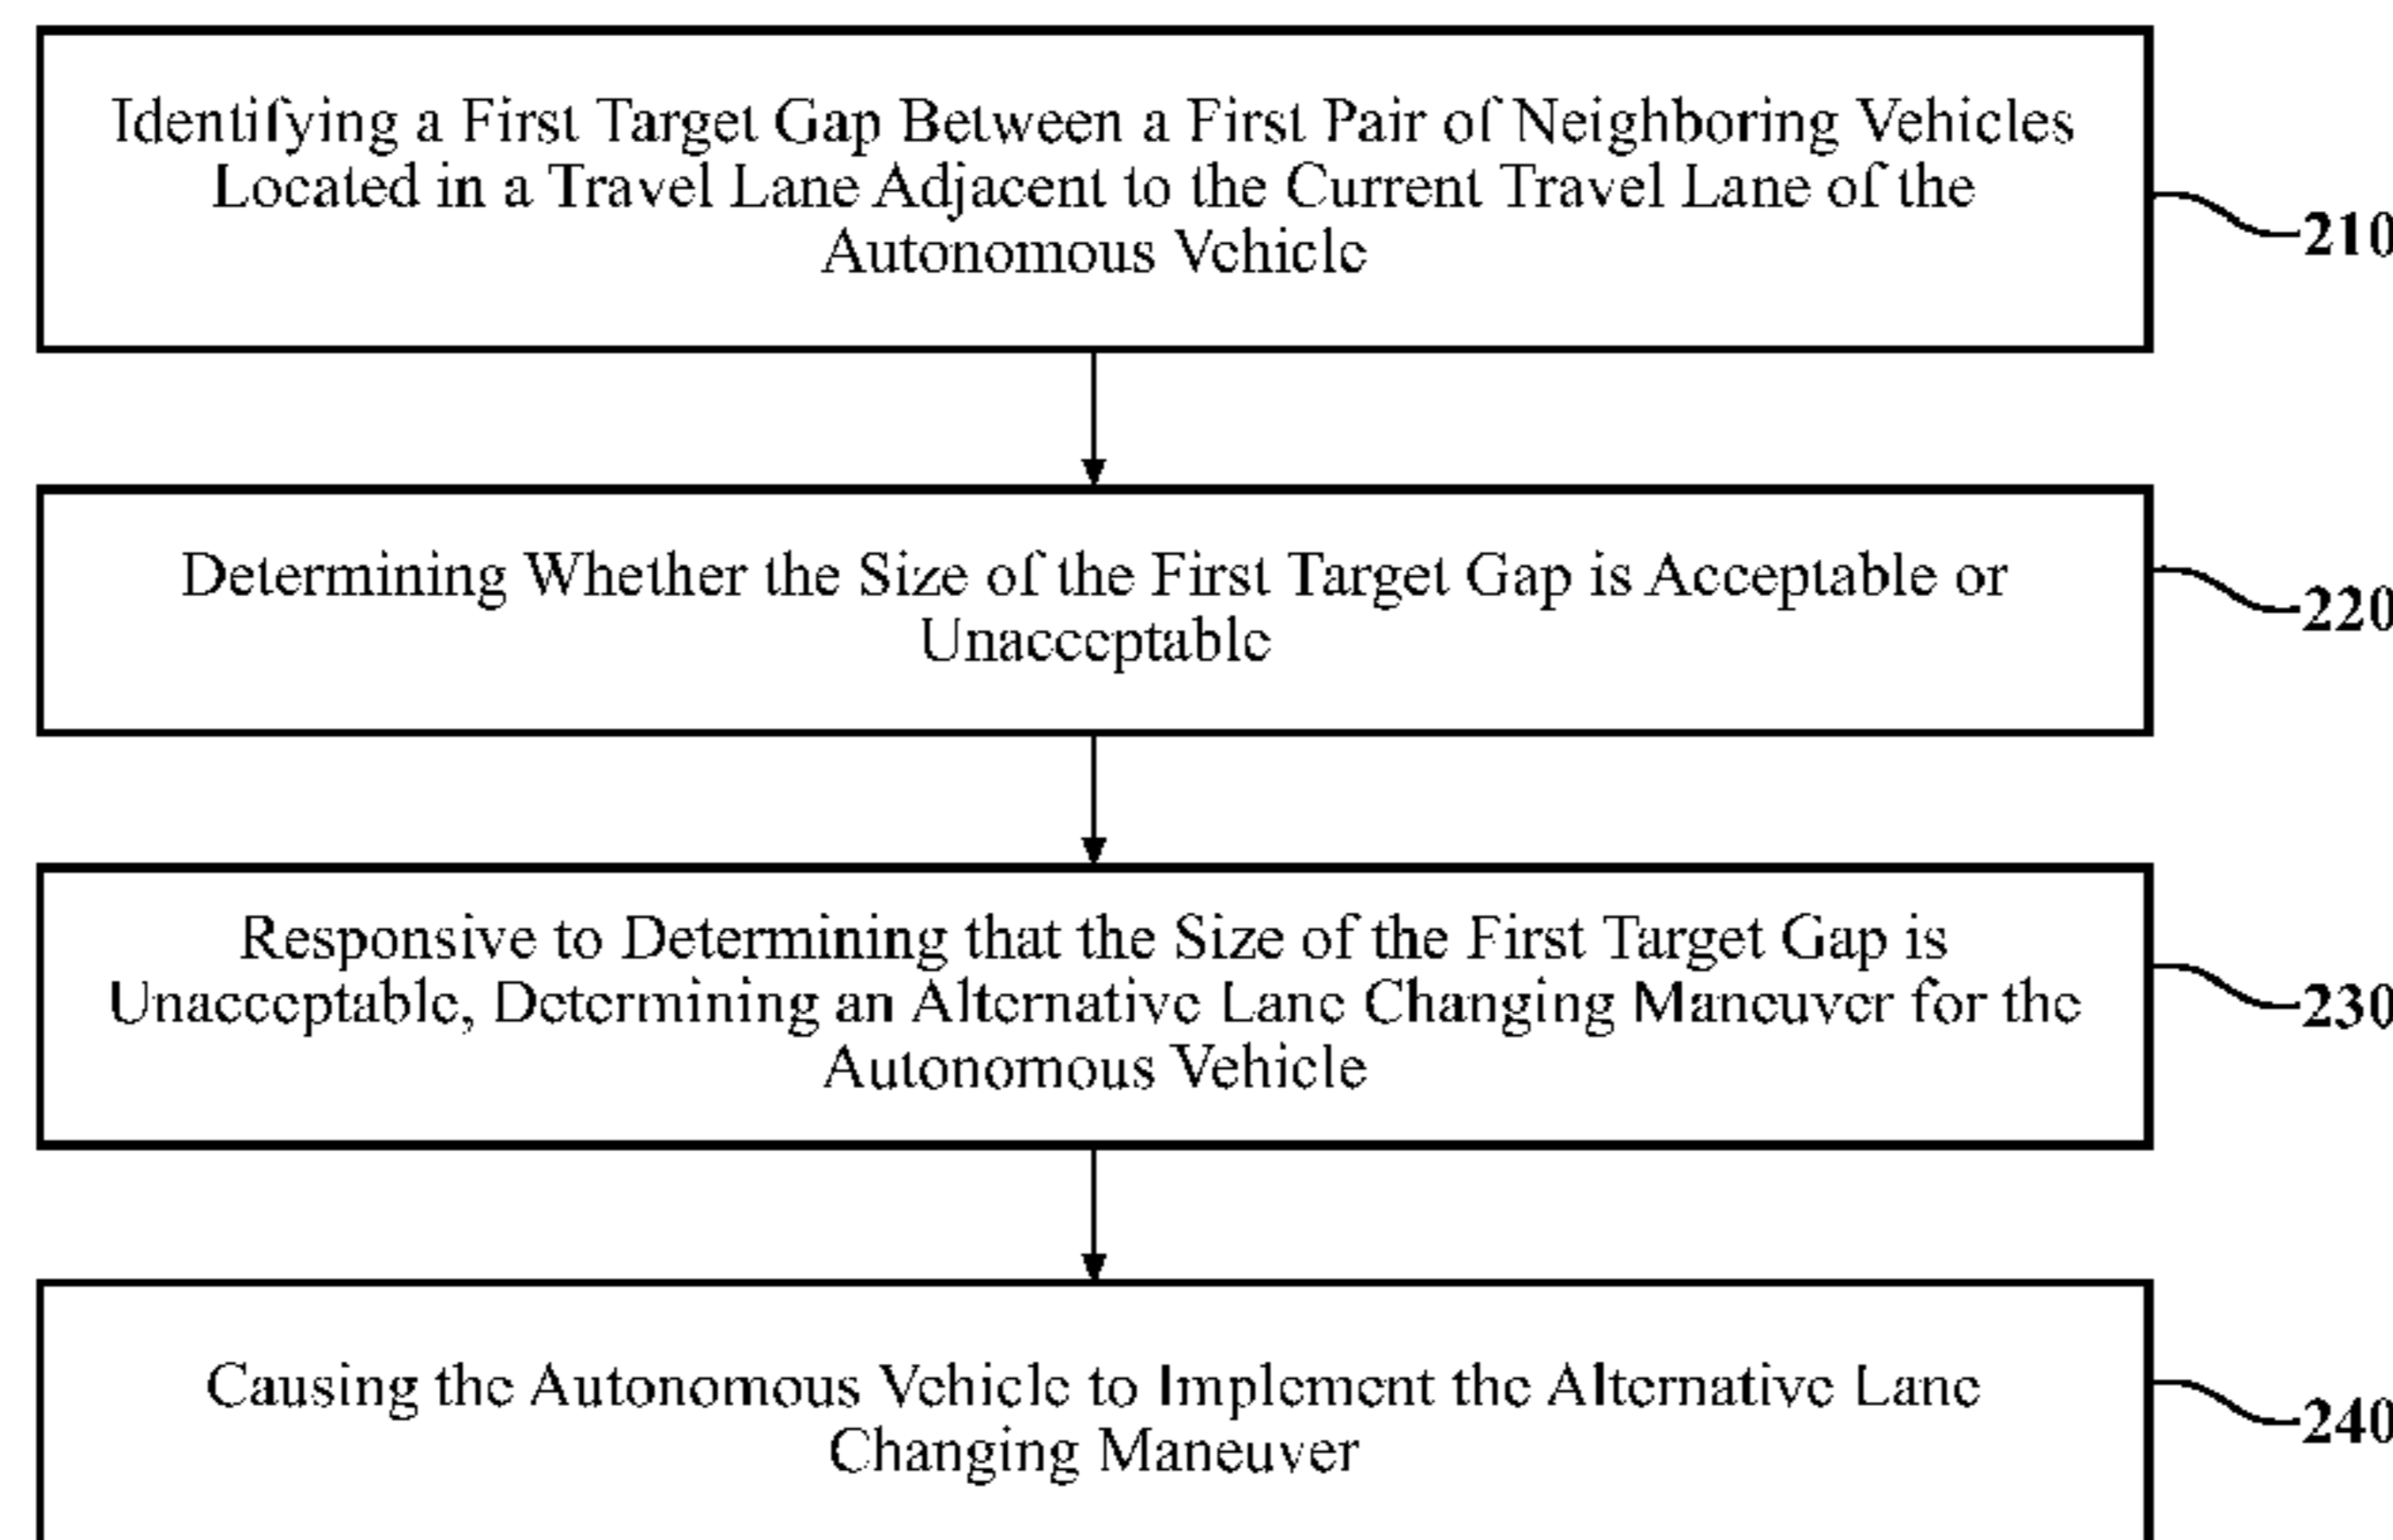 Identifying a First Target Gap Between a First Pair of Neighboring Vehicles
Located in a Travel Lane Adjacent to the Current Travel Lane of the
Autonomous Vehicle
210
Determining Whether the Size of the First Target Gap is Acceptable or
Unacceptable
220
Responsive to Determining that the Size of the First Target Gap is
Unacceptable, Determining an Alternative Lane Changing Maneuver for the
Autonomous Vehicle
230
Causing the Autonomous Vehicle to Implement the Alternative Lane
Changing Maneuver
240